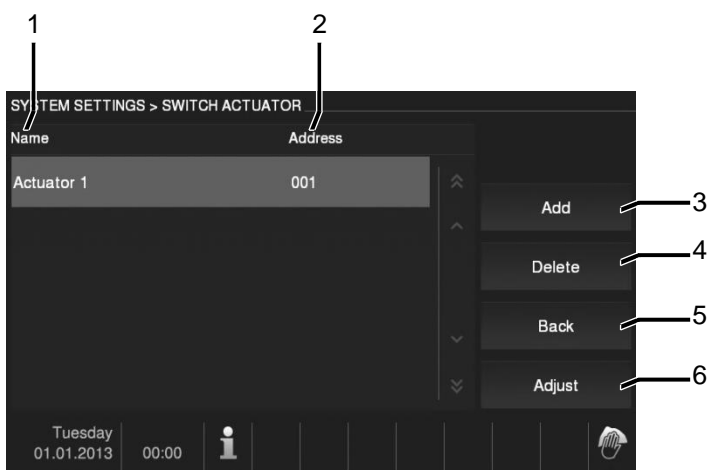 1 2
SYSTEM SETTINGS > SWITCH ACTUATOR
Name Address
Actuator 1 001
Add 3
Delete 4
Back 5
Adjust 6
Tuesday
01.01.2013 00:00 i